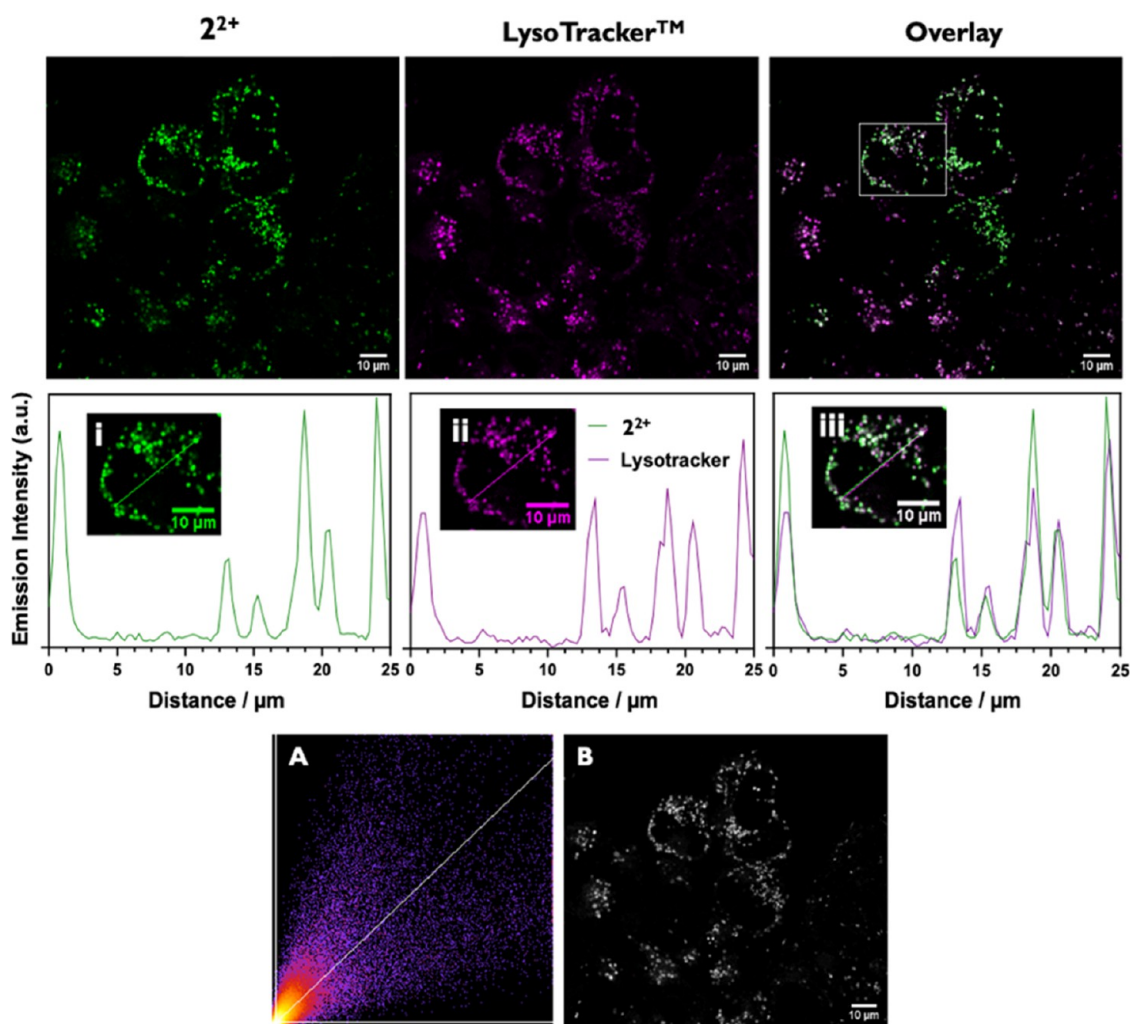 2²⁺ LysoTracker™ Overlay
10 µm 10 µm 10 µm
Emission Intensity (a.u.)
i ii iii
2²⁺
Lysotracker
10 µm 10 µm 10 µm
0 5 10 15 20 25 0 5 10 15 20 25 0 5 10 15 20 25
Distance / µm Distance / µm Distance / µm
A B
10 µm